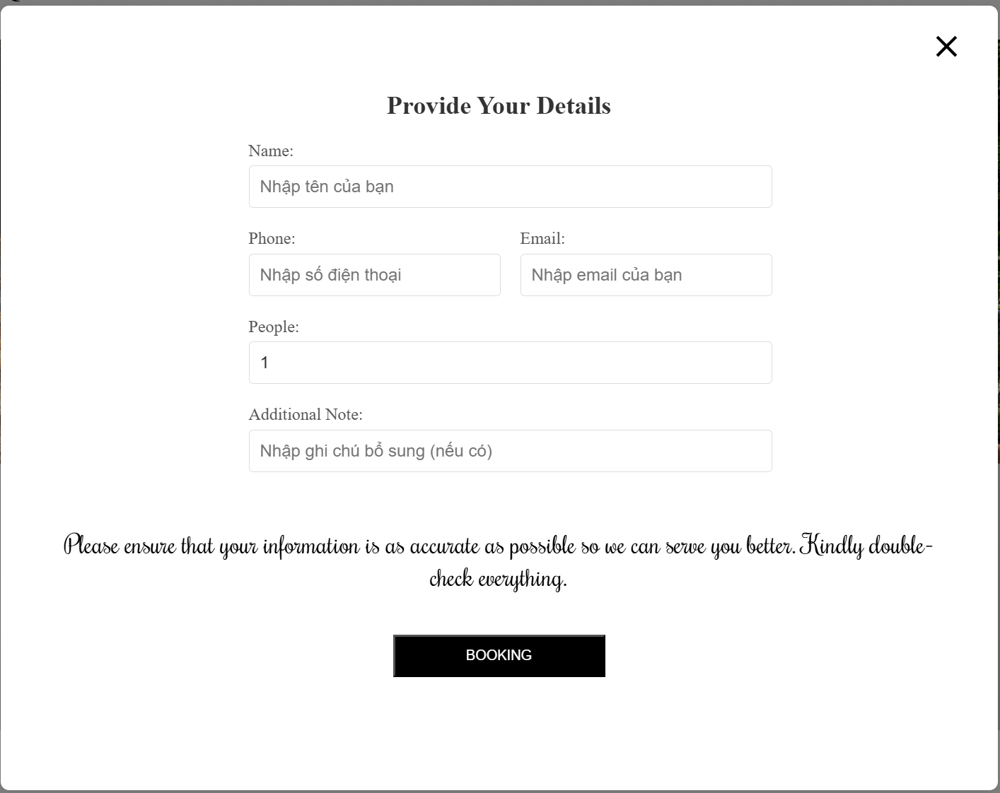 Provide Your Details
Name:
Nhập tên của bạn
Phone:
Email:
Nhập số điện thoại
Nhập email của bạn
People:
1
Additional Note:
Nhập ghi chú bổ sung (nếu có)
Please ensure that your information is as accurate as possible so we can serve you better. Kindly double-
check everything.
BOOKING